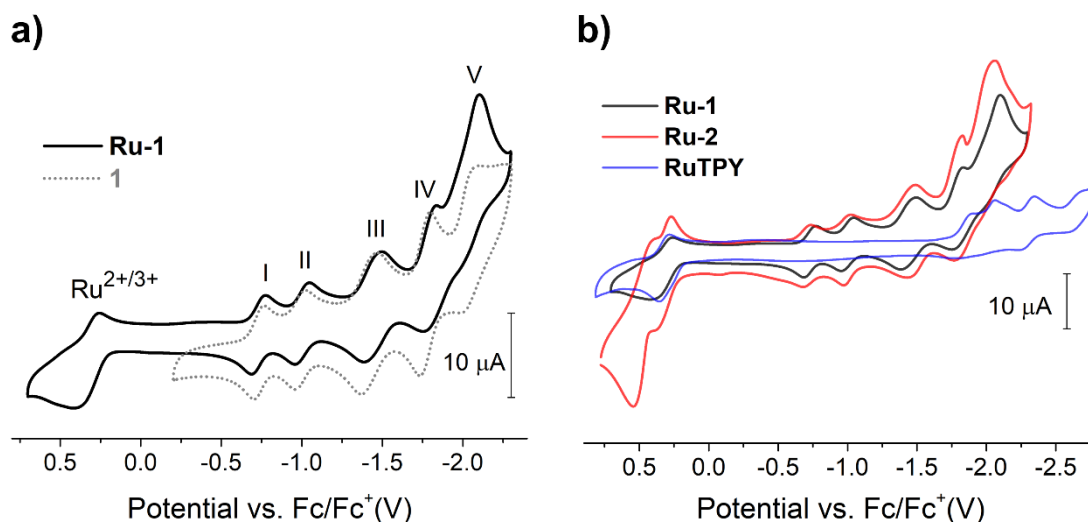 a)
Ru-1
1
Ru2+/3+
I
II
III
IV
V
10 μA
0.5 0.0 -0.5 -1.0 -1.5 -2.0
Potential vs. Fc/Fc+(V)
b)
Ru-1
Ru-2
RuTPY
10 μA
0.5 0.0 -0.5 -1.0 -1.5 -2.0 -2.5
Potential vs. Fc/Fc+(V)